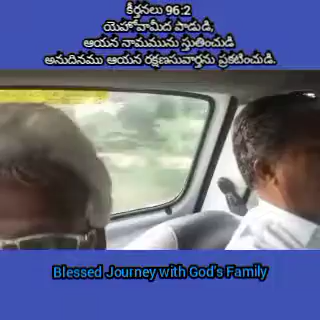 కీర్తనలు 96:2
యెహోవామీద పాడుడి,
ఆయన నామమును స్తుతించుడి
అనుదినము ఆయన రక్షణసువార్తను ప్రకటించుడి.
Blessed Journey with God's Family